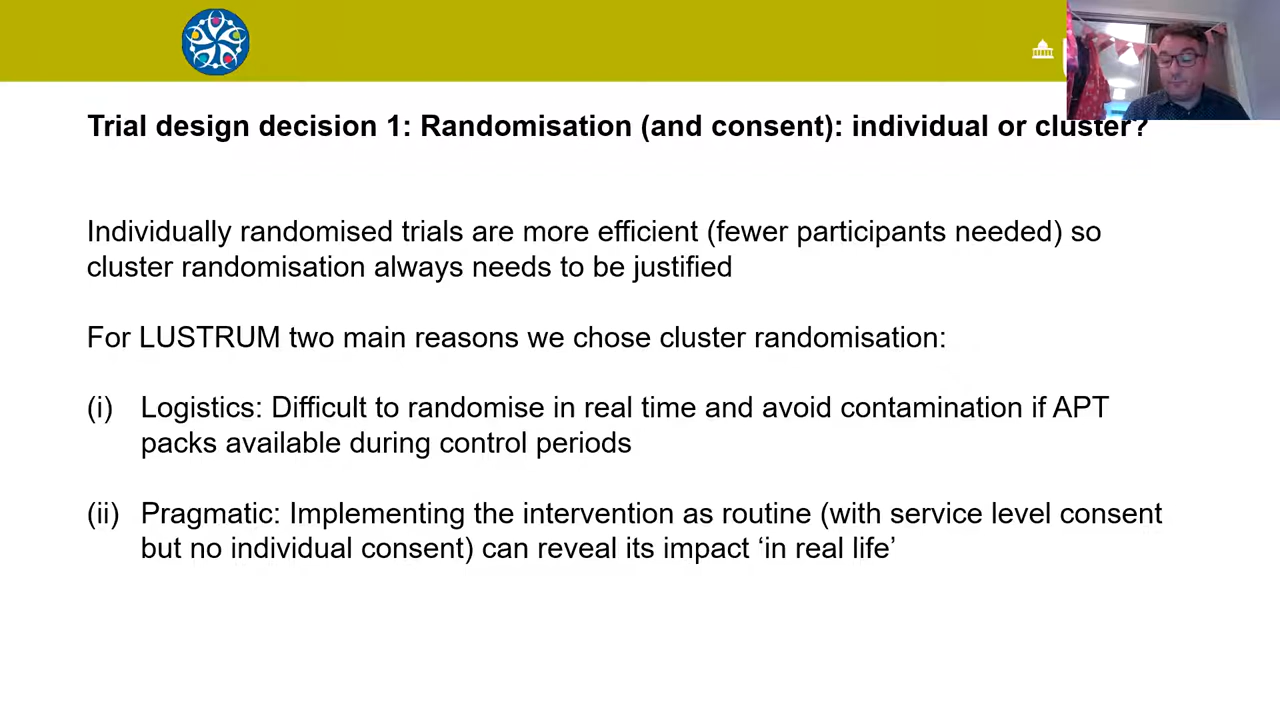 Trial design decision 1: Randomisation (and consent): individual or cluster?
Individually randomised trials are more efficient (fewer participants needed) so
cluster randomisation always needs to be justified
For LUSTRUM two main reasons we chose cluster randomisation:
(i) Logistics: Difficult to randomise in real time and avoid contamination if APT
packs available during control periods
(ii) Pragmatic: Implementing the intervention as routine (with service level consent
but no individual consent) can reveal its impact ‘in real life’